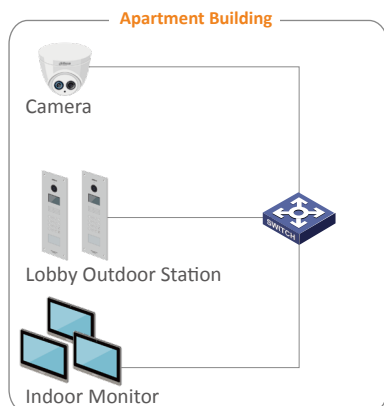 Apartment Building
Camera
Lobby Outdoor Station
SWITCH
Indoor Monitor